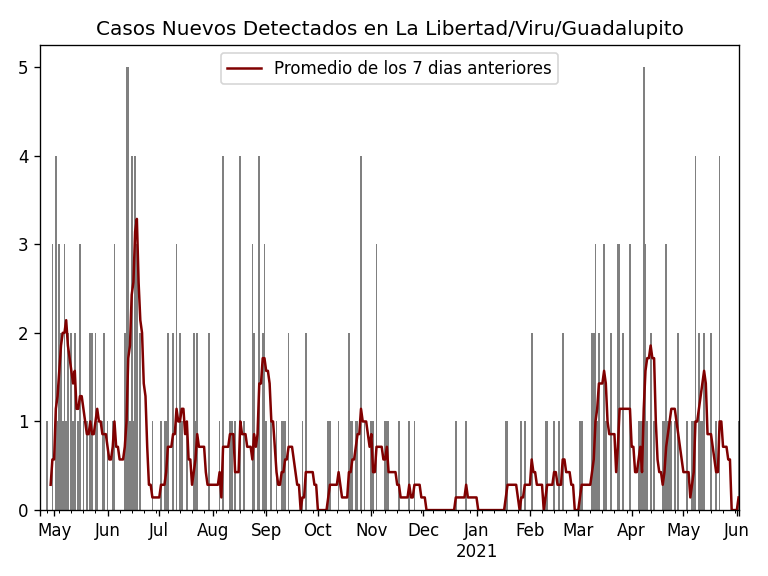 Casos Nuevos Detectados en La Libertad/Viru/Guadalupito
Promedio de los 7 dias anteriores
5
4
3
2
1
0
May Jun Jul Aug Sep Oct Nov Dec Jan Feb Mar Apr May Jun
2021